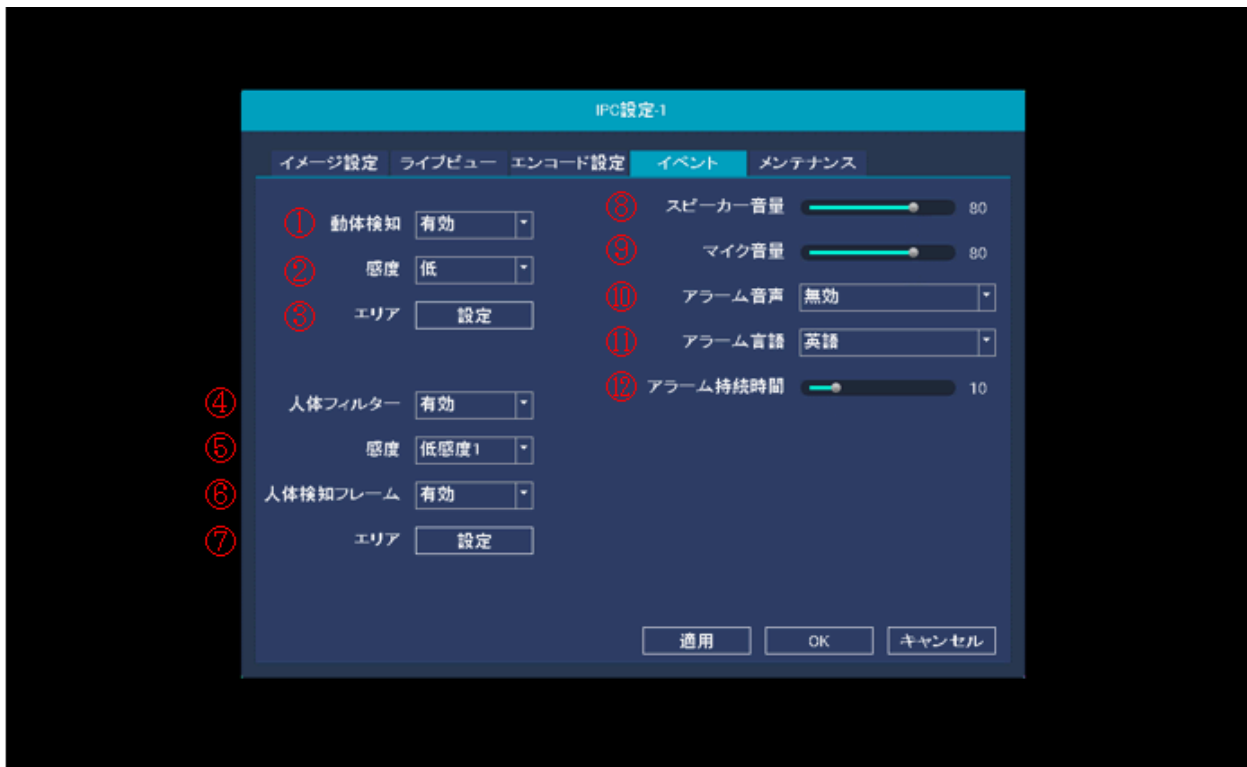 IPC設定-1
イメージ設定 ライブビュー エンコード設定 イベント メンテナンス
① 動体検知 有効
② 感度 低
③ エリア 設定
④ 人体フィルター 有効
⑤ 感度 低感度1
⑥ 人体検知フレーム 有効
⑦ エリア 設定
⑧ スピーカー音量 80
⑨ マイク音量 80
⑩ アラーム音声 無効
⑪ アラーム言語 英語
⑫ アラーム持続時間 10
適用 OK キャンセル